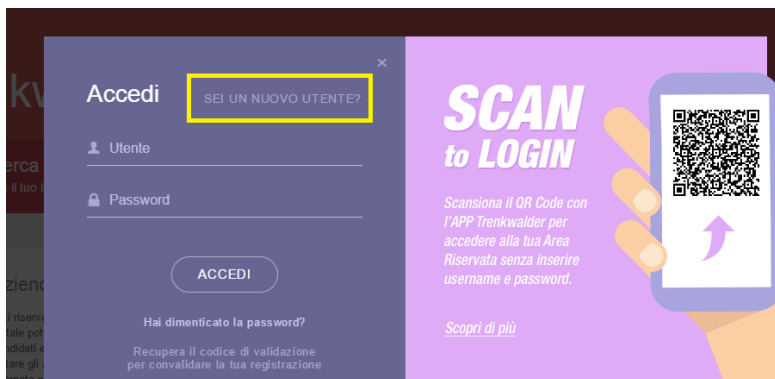 ×
Accedi
SEI UN NUOVO UTENTE?
Utente
Password
ACCEDI
Hai dimenticato la password?
Recupera il codice di validazione
per convalidare la tua registrazione
SCAN
to LOGIN
Scansiona il QR Code con
l'APP Trenkwalder per
accedere alla tua Area
Riservata senza inserire
username e password.
Scopri di più